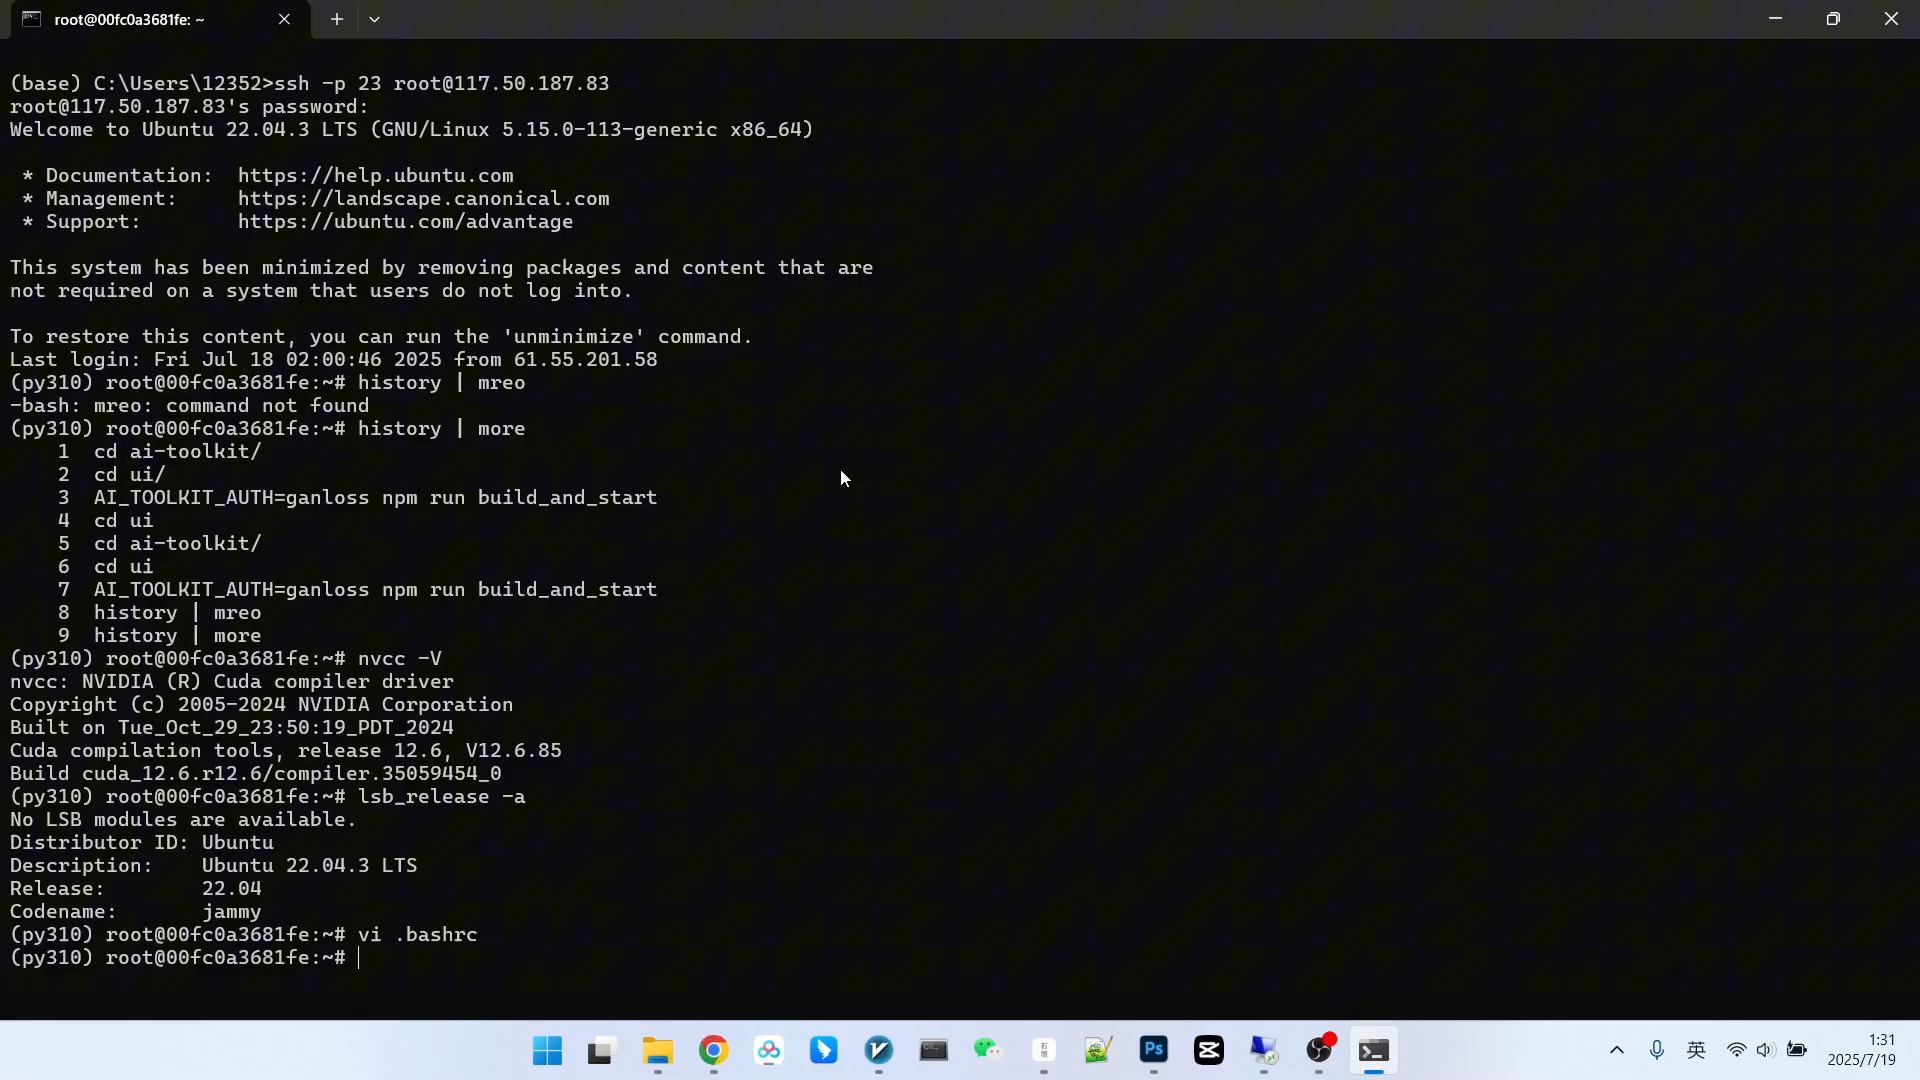 root@00fc0a3681fe: ~
(base) C:\Users\12352>ssh -p 23 root@117.50.187.83
root@117.50.187.83's password:
Welcome to Ubuntu 22.04.3 LTS (GNU/Linux 5.15.0-113-generic x86_64)
* Documentation:  https://help.ubuntu.com
* Management:     https://landscape.canonical.com
* Support:        https://ubuntu.com/advantage
This system has been minimized by removing packages and content that are
not required on a system that users do not log into.
To restore this content, you can run the 'unminimize' command.
Last login: Fri Jul 18 02:00:46 2025 from 61.55.201.58
(py310) root@00fc0a3681fe:~# history | mreo
-bash: mreo: command not found
(py310) root@00fc0a3681fe:~# history | more
1  cd ai-toolkit/
2  cd ui/
3  AI_TOOLKIT_AUTH=ganloss npm run build_and_start
4  cd ui
5  cd ai-toolkit/
6  cd ui
7  AI_TOOLKIT_AUTH=ganloss npm run build_and_start
8  history | mreo
9  history | more
(py310) root@00fc0a3681fe:~# nvcc -V
nvcc: NVIDIA (R) Cuda compiler driver
Copyright (c) 2005-2024 NVIDIA Corporation
Built on Tue_Oct_29_23:50:19_PDT_2024
Cuda compilation tools, release 12.6, V12.6.85
Build cuda_12.6.r12.6/compiler.35059454_0
(py310) root@00fc0a3681fe:~# lsb_release -a
No LSB modules are available.
Distributor ID: Ubuntu
Description:    Ubuntu 22.04.3 LTS
Release:        22.04
Codename:       jammy
(py310) root@00fc0a3681fe:~# vi .bashrc
(py310) root@00fc0a3681fe:~#
Ps
英
1:31
2025/7/19